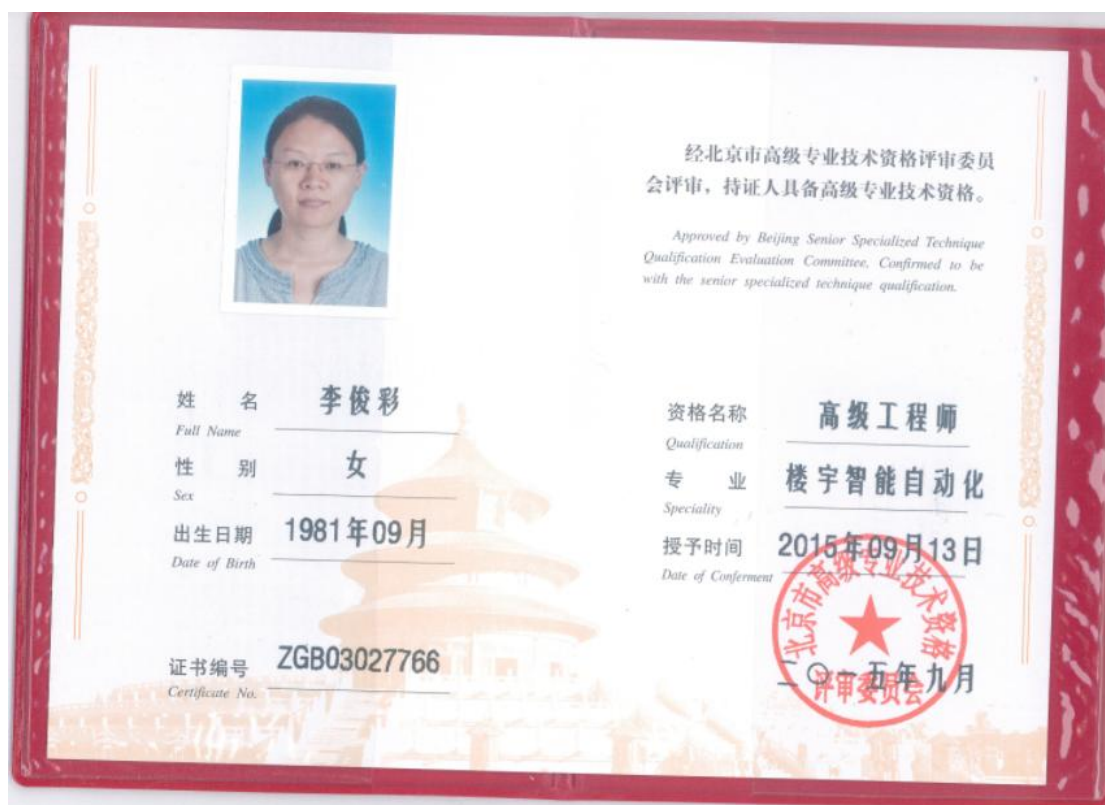 经北京市高级专业技术资格评审委员
会评审，持证人具备高级专业技术资格。
Approved by Beijing Senior Specialized Technique
Qualification Evaluation Committee, Confirmed to be
with the senior specialized technique qualification.
姓 名 李俊彩
Full Name
性 别 女
Sex
出生日期 1981年09月
Date of Birth
证书编号 ZGB03027766
Certificate No.
资格名称 高级工程师
Qualification
专 业 楼宇智能自动化
Speciality
授予时间 2015年09月13日
Date of Conferment
北京市高级专业技术资格
评审委员会
二〇一五年九月